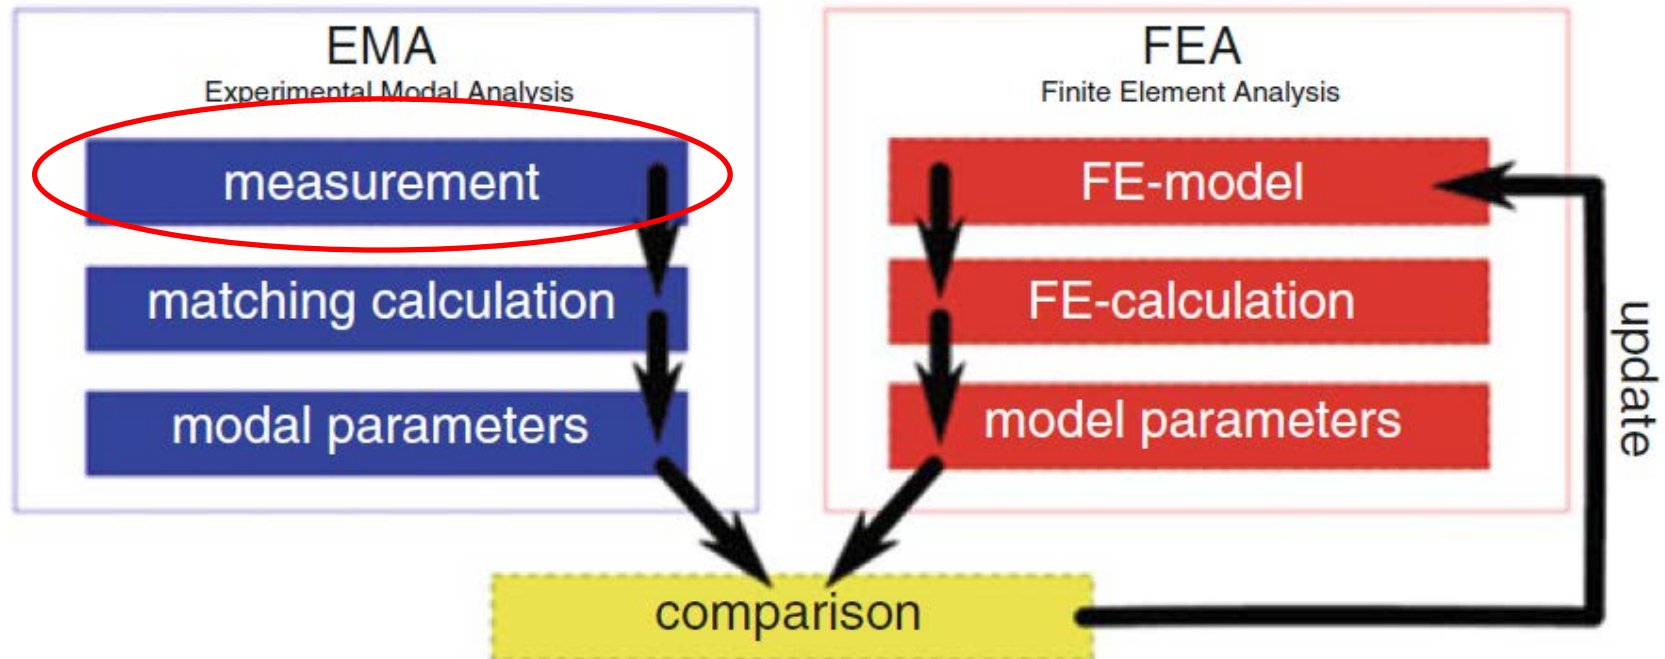 EMA
Experimental Modal Analysis
measurement
matching calculation
modal parameters
FEA
Finite Element Analysis
FE-model
FE-calculation
model parameters
update
comparison